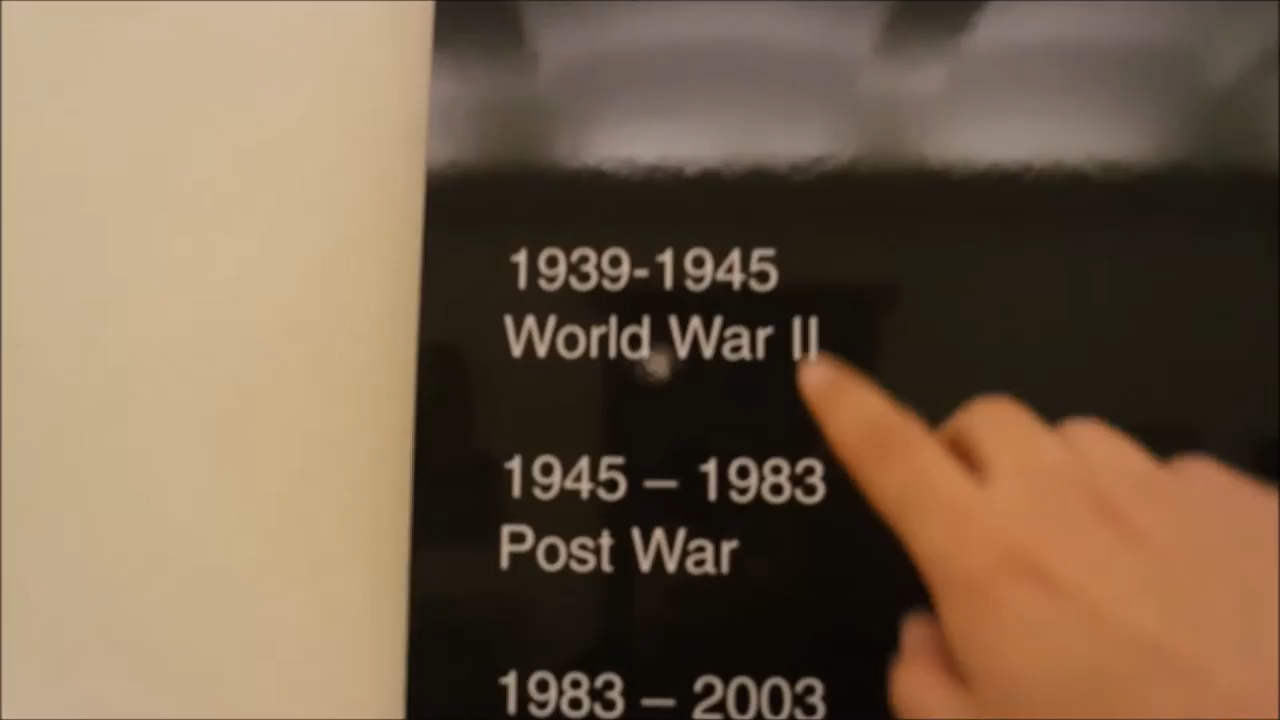 1939-1945
World War II
1945 – 1983
Post War
1983 – 2003